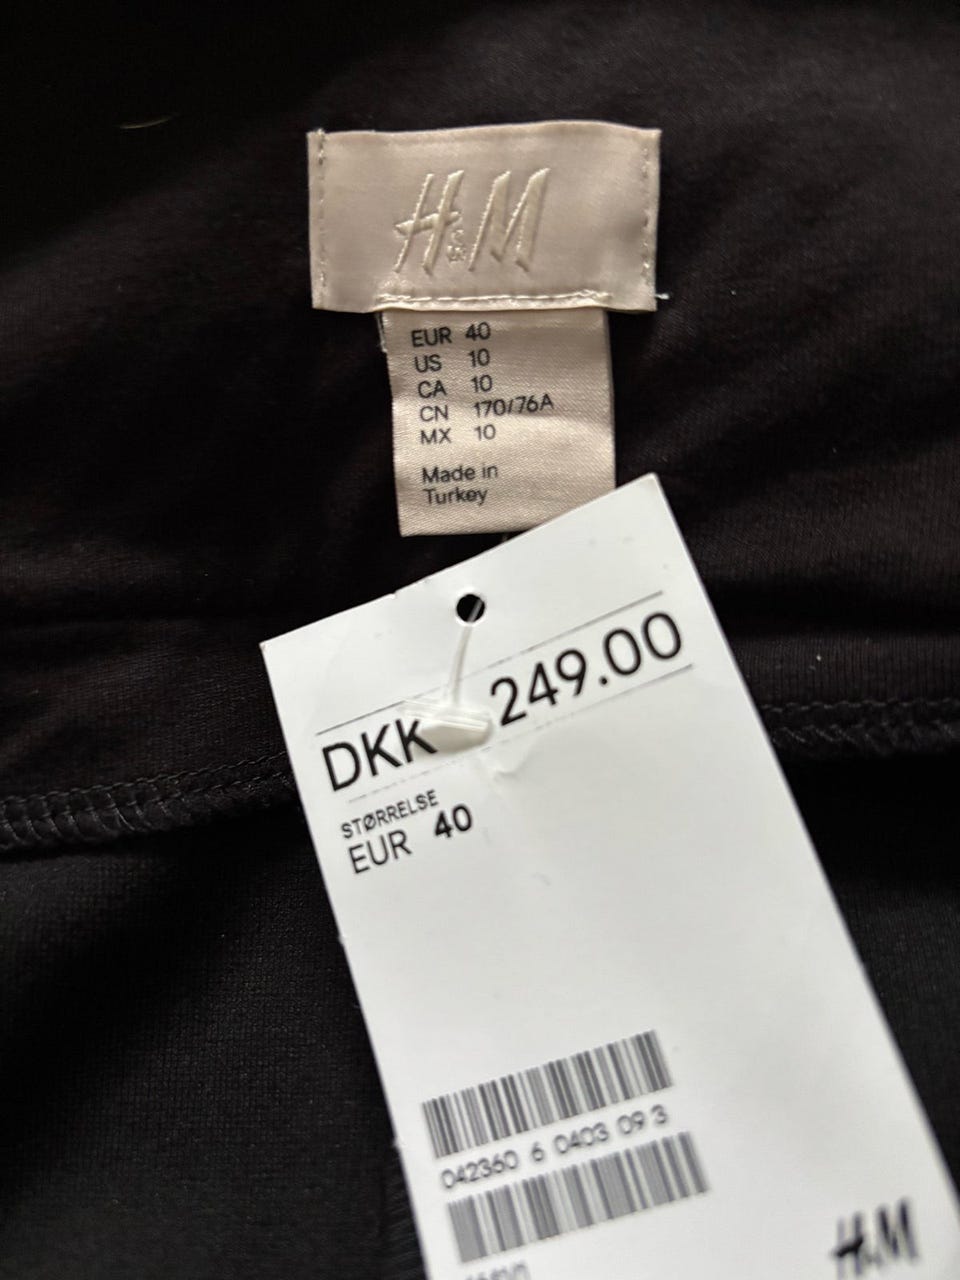 H&M
EUR 40
US 10
CA 10
CN 170/76A
MX 10
Made in
Turkey
DKK 249.00
STØRRELSE
EUR 40
042360 6 0403 09 3
H&M